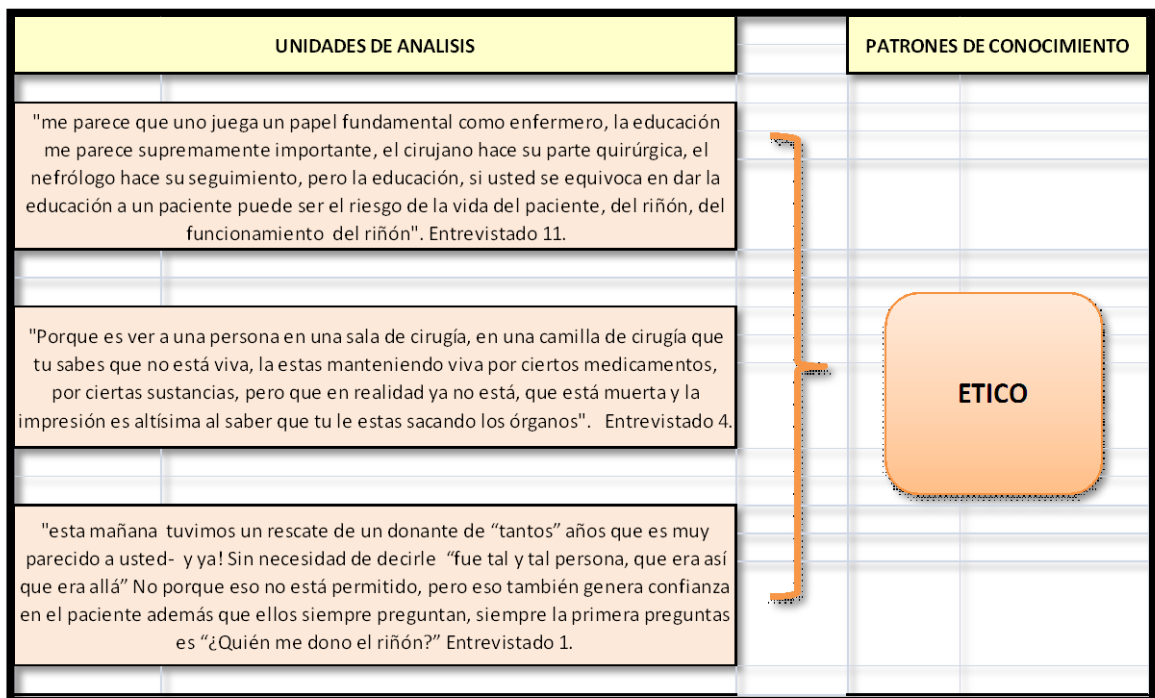 UNIDADES DE ANALISIS
PATRONES DE CONOCIMIENTO
"me parece que uno juega un papel fundamental como enfermero, la educación
me parece supremamente importante, el cirujano hace su parte quirúrgica, el
nefrólogo hace su seguimiento, pero la educación, si usted se equivoca en dar la
educación a un paciente puede ser el riesgo de la vida del paciente, del riñón, del
funcionamiento del riñón". Entrevistado 11.
"Porque es ver a una persona en una sala de cirugía, en una camilla de cirugía que
tu sabes que no está viva, la estas manteniendo viva por ciertos medicamentos,
por ciertas sustancias, pero que en realidad ya no está, que está muerta y la
impresión es altísima al saber que tu le estas sacando los órganos". Entrevistado 4.
"esta mañana tuvimos un rescate de un donante de “tantos” años que es muy
parecido a usted- y ya! Sin necesidad de decirle “fue tal y tal persona, que era así
que era allá” No porque eso no está permitido, pero eso también genera confianza
en el paciente además que ellos siempre preguntan, siempre la primera preguntas
es “¿Quién me dono el riñón?” Entrevistado 1.
ETICO